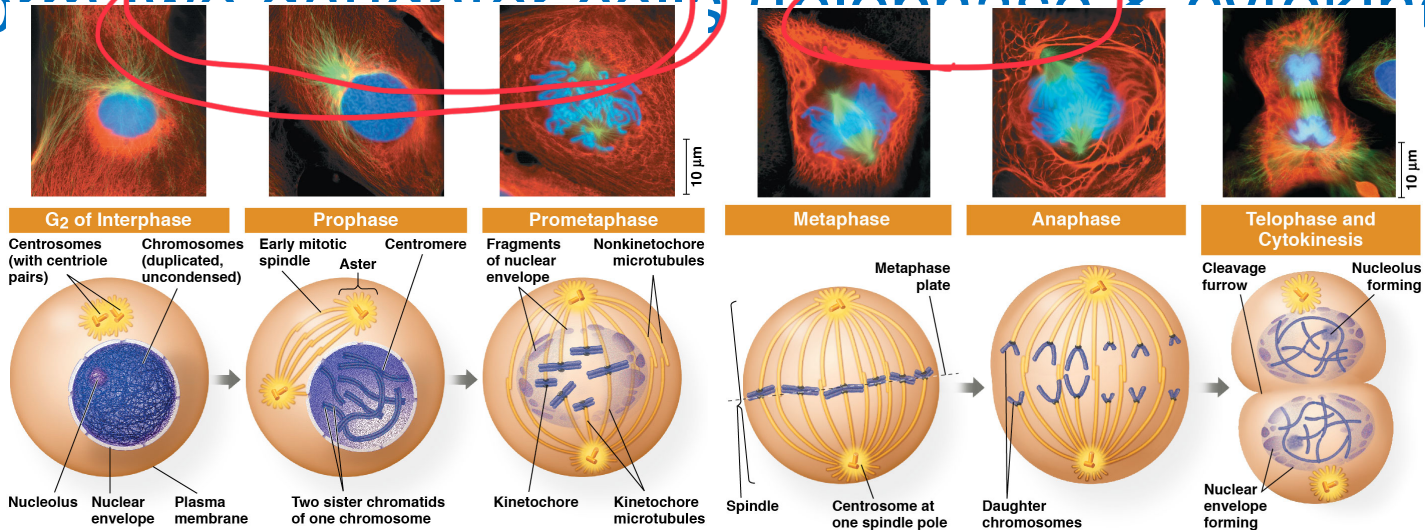 10 μm
10 μm
G2 of Interphase
Prophase
Prometaphase
Metaphase
Anaphase
Telophase and
Cytokinesis
Centrosomes
(with centriole
pairs)
Chromosomes
(duplicated,
uncondensed)
Early mitotic
spindle
Aster
Centromere
Fragments
of nuclear
envelope
Nonkinetochore
microtubules
Metaphase
plate
Cleavage
furrow
Nucleolus
forming
Nucleolus
Nuclear
envelope
Plasma
membrane
Two sister chromatids
of one chromosome
Kinetochore
Kinetochore
microtubules
Spindle
Centrosome at
one spindle pole
Daughter
chromosomes
Nuclear
envelope
forming